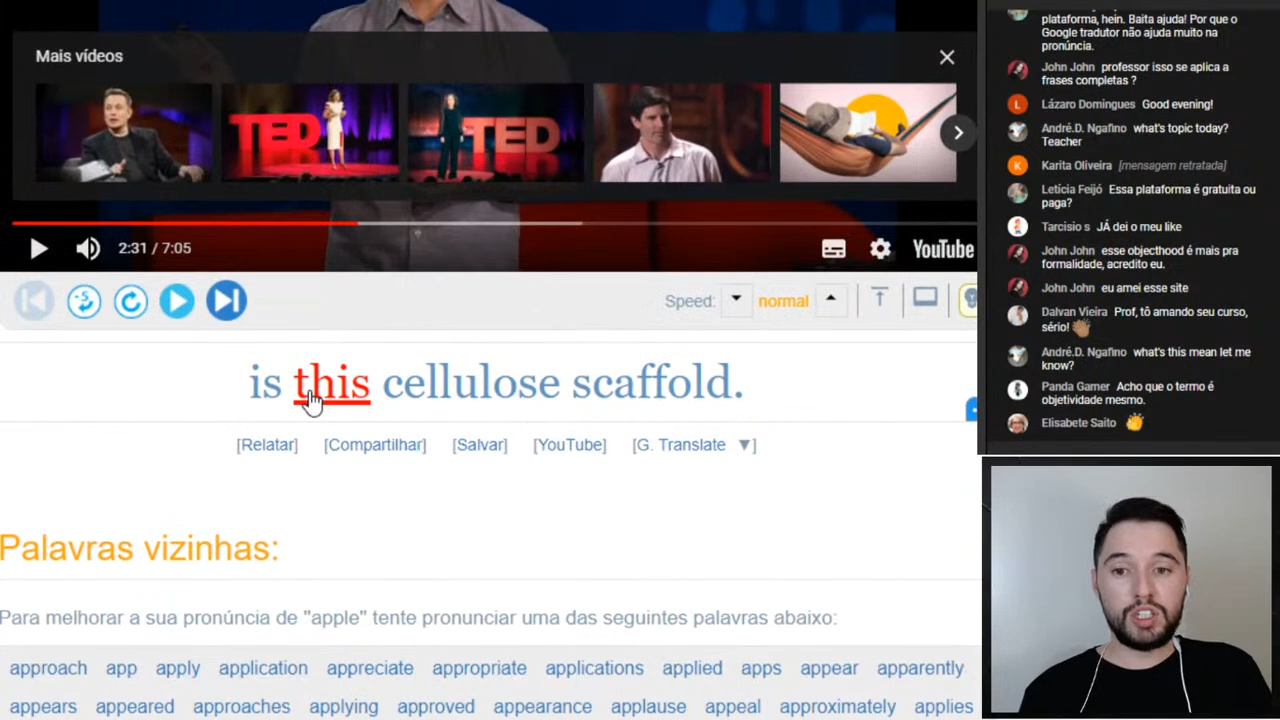 Mais vídeos
TED
TED
2:31 / 7:05
YouTube
Speed: normal
is this cellulose scaffold.
[Relatar] [Compartilhar] [Salvar] [YouTube] [G. Translate ▼]
Palavras vizinhas:
Para melhorar a sua pronúncia de "apple" tente pronunciar uma das seguintes palavras abaixo:
approach app apply application appreciate appropriate applications applied apps appear apparently
appears appeared approaches applying approved appearance applause appeal approximately applies
plataforma, hein. Baita ajuda! Por que o
Google tradutor não ajuda muito na
pronúncia.
John John professor isso se aplica a
frases completas ?
L Lázaro Domingues Good evening!
André.D. Ngafino what's topic today?
Teacher
K Karita Oliveira [mensagem retratada]
Letícia Feijó Essa plataforma é gratuita ou
paga?
Tarcisio s JÁ dei o meu like
John John esse objecthood é mais pra
formalidade, acredito eu.
John John eu amei esse site
Dalvan Vieira Prof, tô amando seu curso,
sério!
André.D. Ngafino what's this mean let me
know?
Panda Gamer Acho que o termo é
objetividade mesmo.
Elisabete Saito